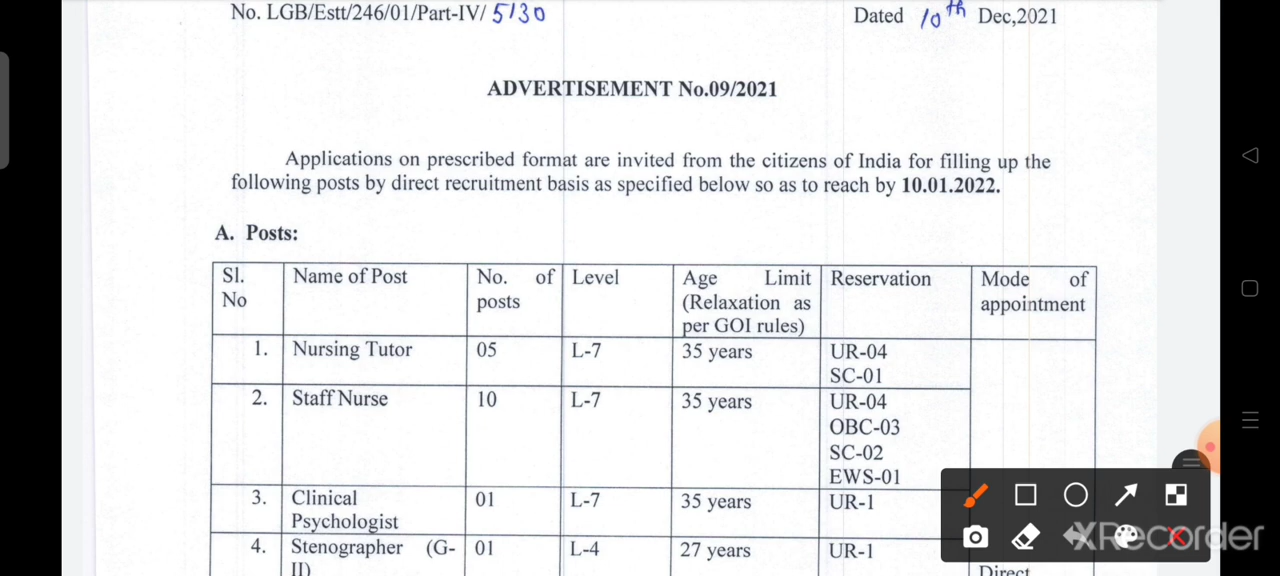 No. LGB/Estt/246/01/Part-IV/ 5130 Dated 10th Dec,2021
ADVERTISEMENT No.09/2021
Applications on prescribed format are invited from the citizens of India for filling up the
following posts by direct recruitment basis as specified below so as to reach by 10.01.2022.
A. Posts:
Sl. No Name of Post No. of posts Level Age Limit (Relaxation as per GOI rules) Reservation Mode of appointment
1. Nursing Tutor 05 L-7 35 years UR-04
SC-01
2. Staff Nurse 10 L-7 35 years UR-04
OBC-03
SC-02
EWS-01
3. Clinical Psychologist 01 L-7 35 years UR-1
4. Stenographer (G-II) 01 L-4 27 years UR-1
Direct
XRecorder